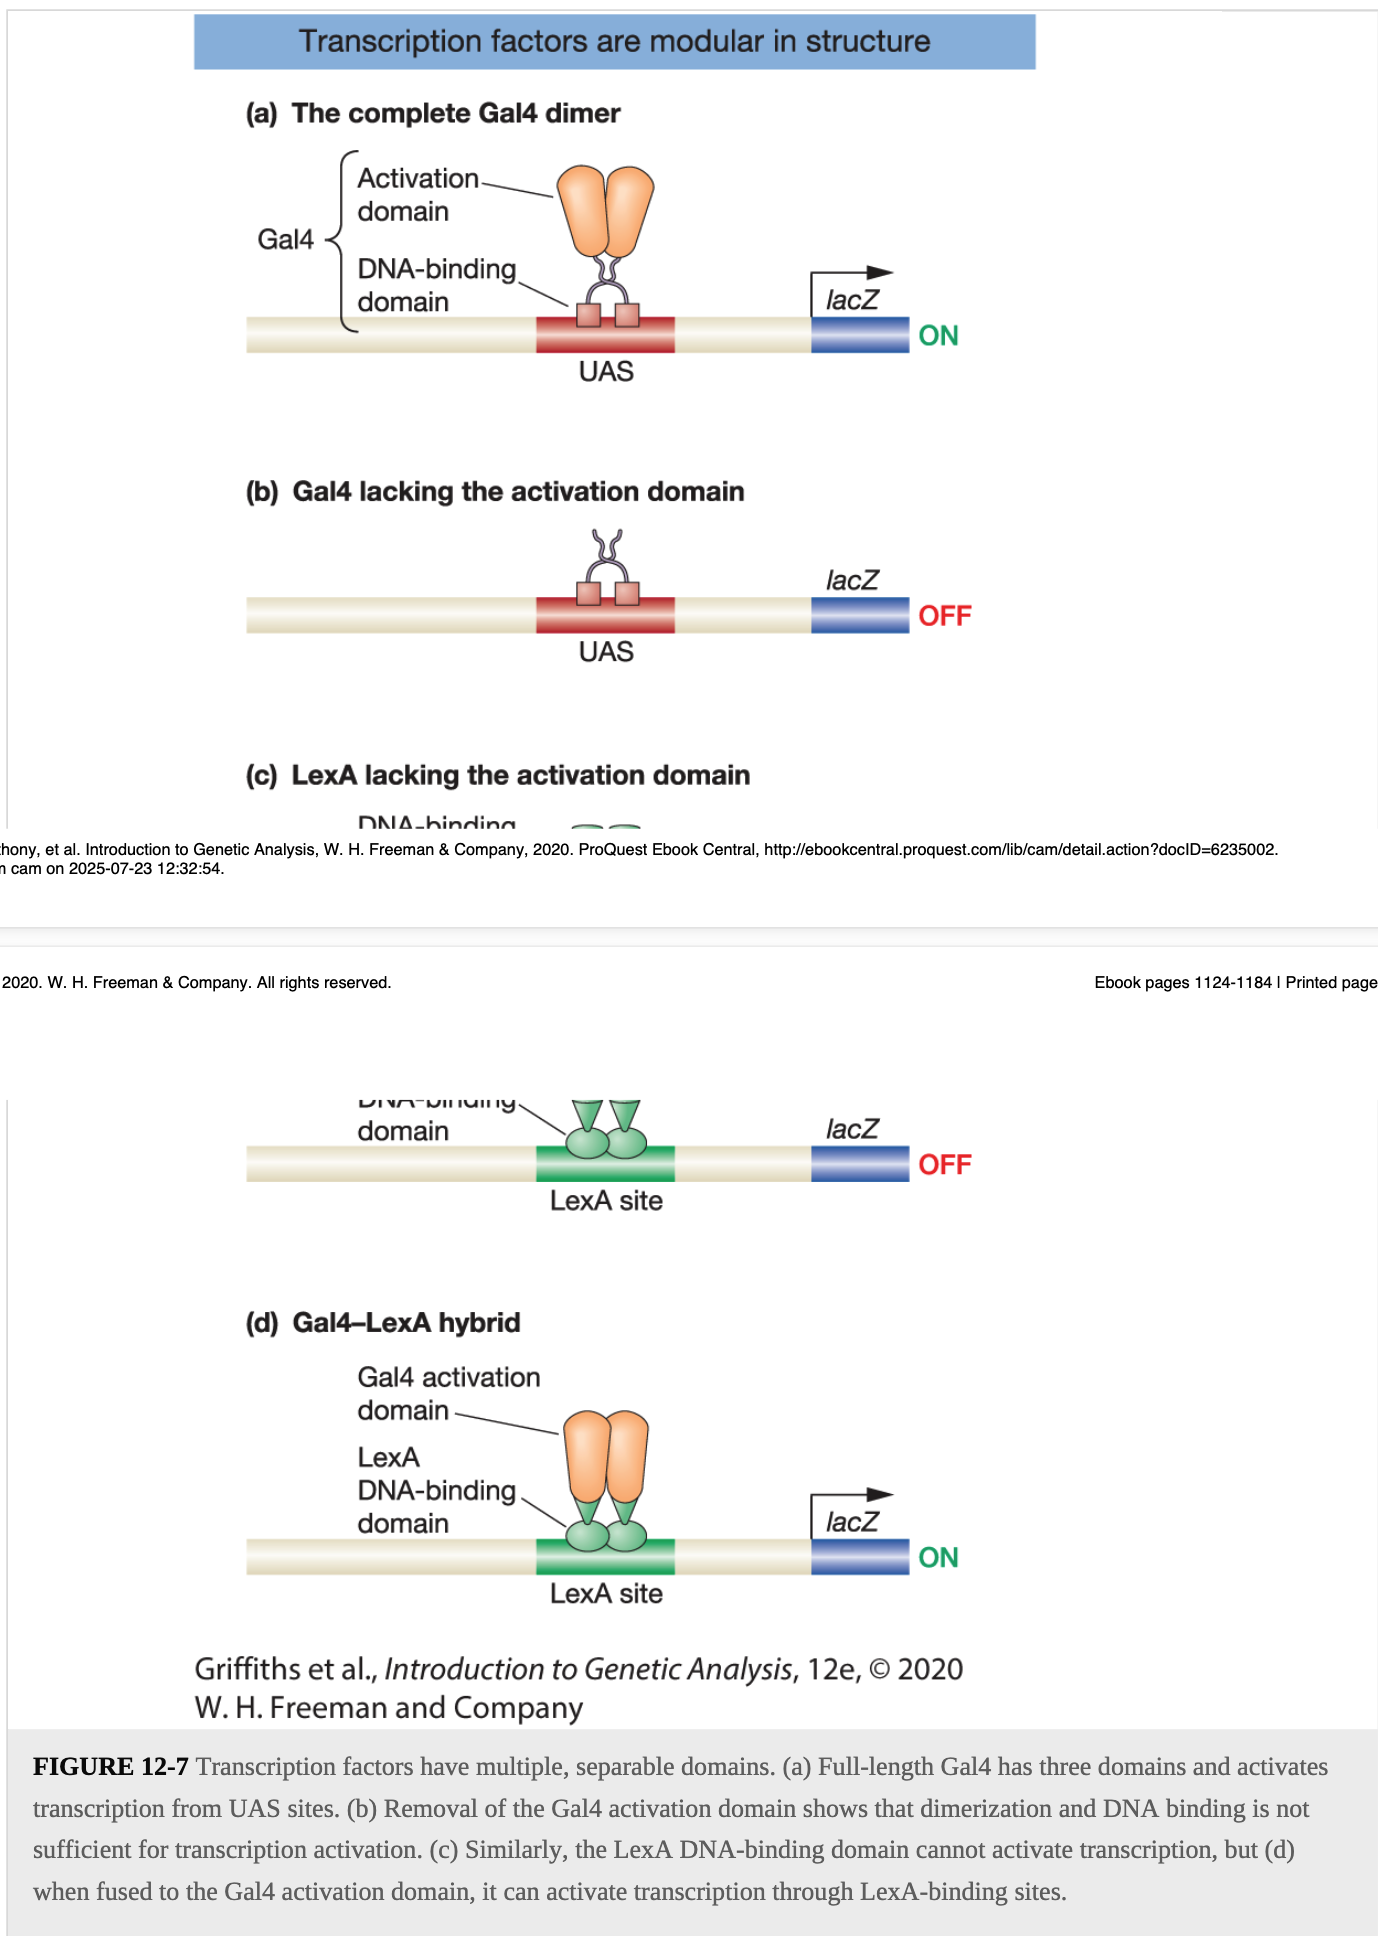 Transcription factors are modular in structure
(a) The complete Gal4 dimer
Activation
domain
Gal4
DNA-binding
domain
lacZ
ON
UAS
(b) Gal4 lacking the activation domain
lacZ
OFF
UAS
(c) LexA lacking the activation domain
DNA-binding
thony, et al. Introduction to Genetic Analysis, W. H. Freeman & Company, 2020. ProQuest Ebook Central, http://ebookcentral.proquest.com/lib/cam/detail.action?docID=6235002.
m cam on 2025-07-23 12:32:54.
2020. W. H. Freeman & Company. All rights reserved.
Ebook pages 1124-1184 | Printed page
DNA-binding
domain
lacZ
OFF
LexA site
(d) Gal4–LexA hybrid
Gal4 activation
domain
LexA
DNA-binding
domain
lacZ
ON
LexA site
Griffiths et al., Introduction to Genetic Analysis, 12e, © 2020
W. H. Freeman and Company
FIGURE 12-7 Transcription factors have multiple, separable domains. (a) Full-length Gal4 has three domains and activates
transcription from UAS sites. (b) Removal of the Gal4 activation domain shows that dimerization and DNA binding is not
sufficient for transcription activation. (c) Similarly, the LexA DNA-binding domain cannot activate transcription, but (d)
when fused to the Gal4 activation domain, it can activate transcription through LexA-binding sites.